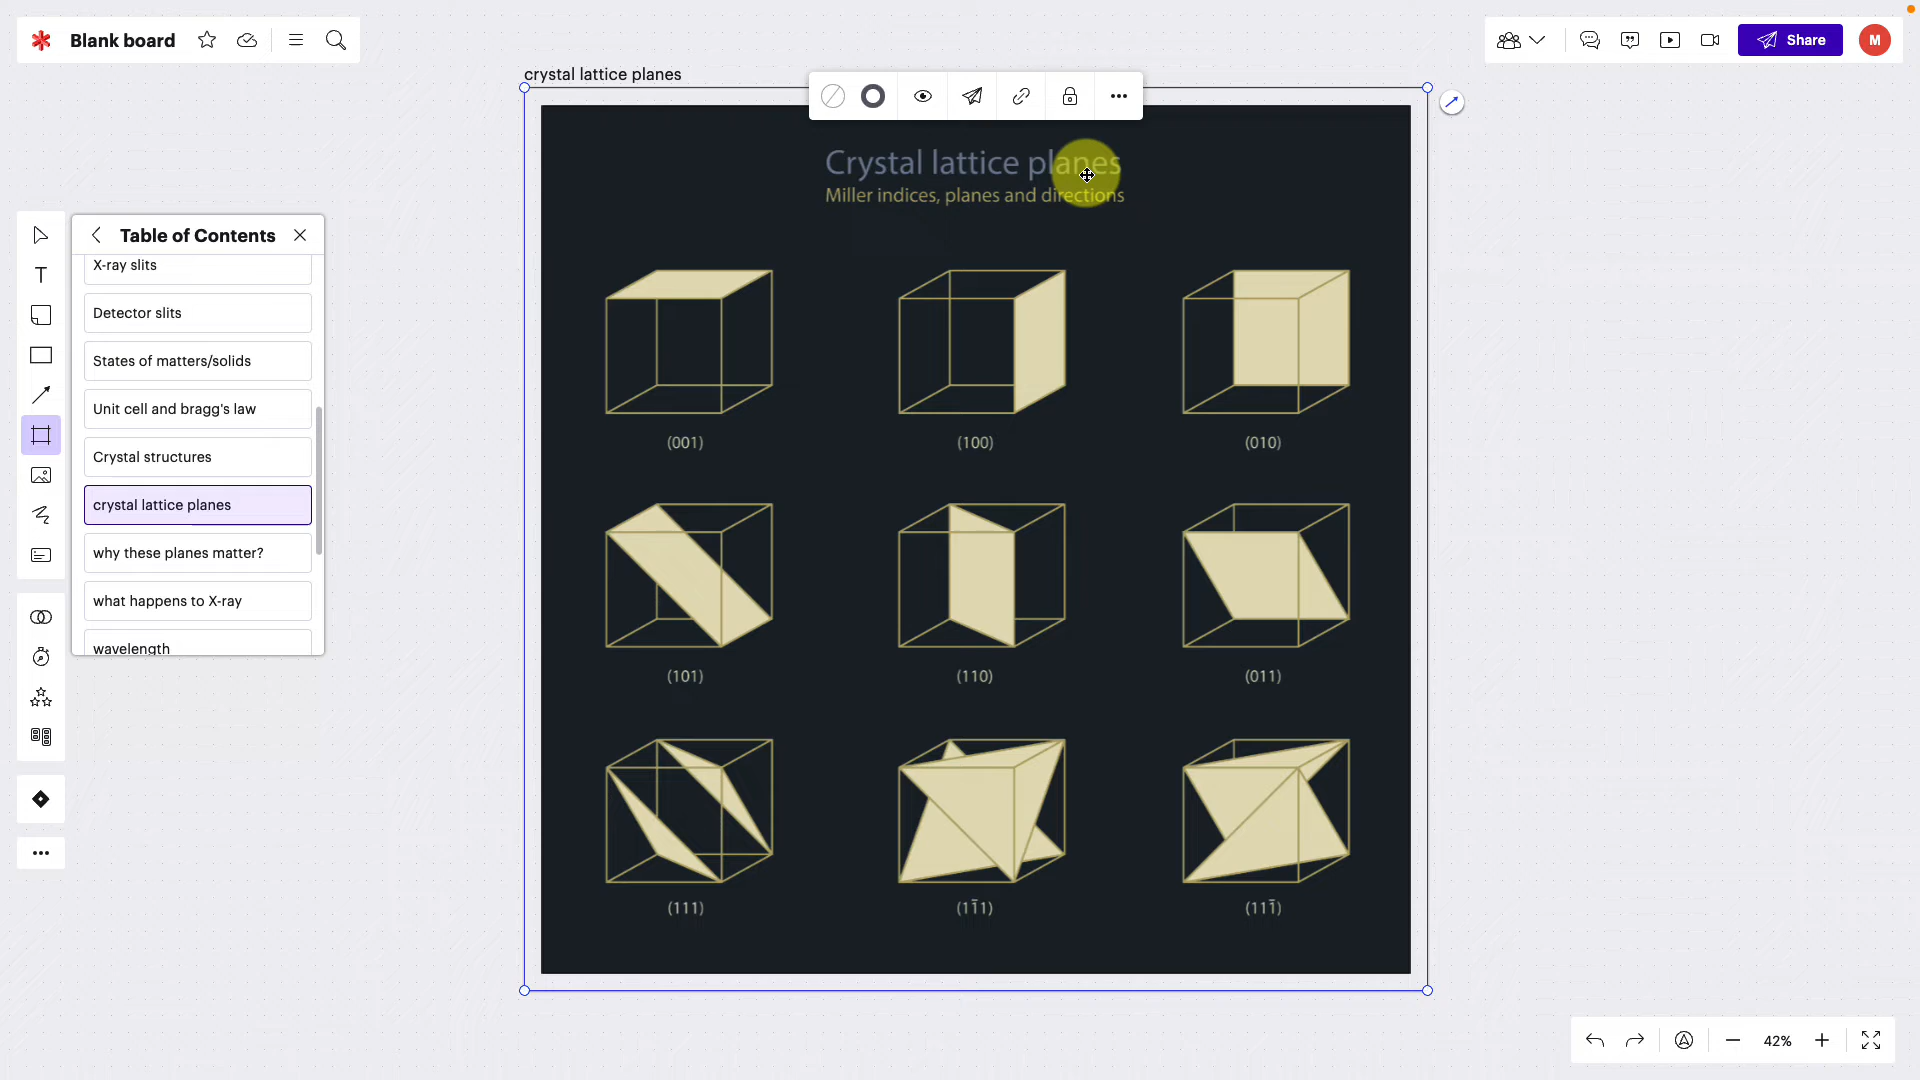 Blank board
Share
M
crystal lattice planes
Crystal lattice planes
Miller indices, planes and directions
Table of Contents
X-ray slits
Detector slits
States of matters/solids
Unit cell and bragg's law
Crystal structures
crystal lattice planes
why these planes matter?
what happens to X-ray
wavelength
(001)
(100)
(010)
(101)
(110)
(011)
(111)
(11̄1)
(111̄)
42%